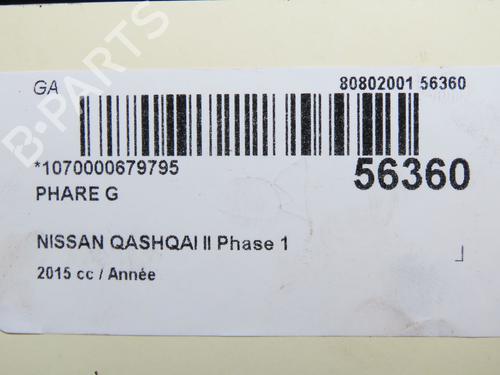 GA 80802001 56360
*1070000679795 56360
PHARE G
NISSAN QASHQAI II Phase 1
2015 cc / Année
B-PARTS